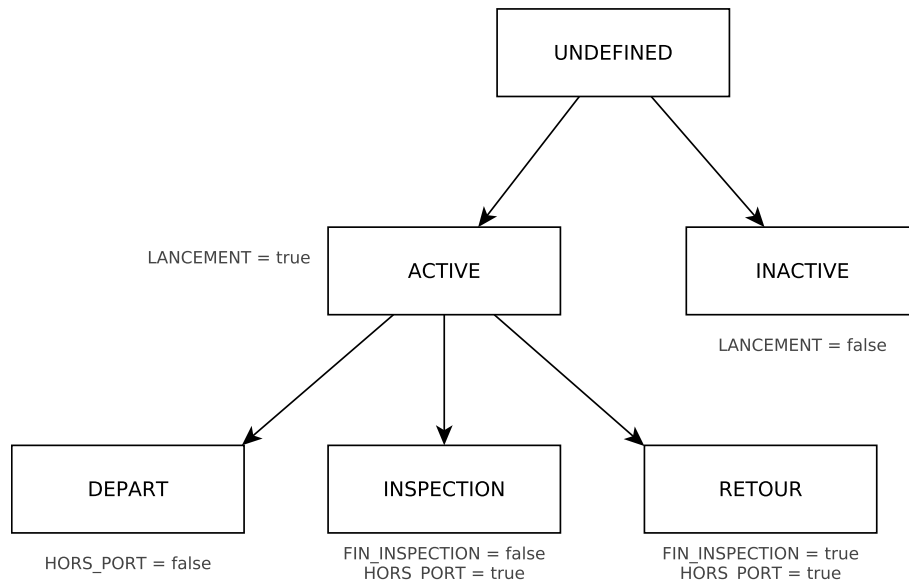 UNDEFINED
LANCEMENT = true
ACTIVE
INACTIVE
LANCEMENT = false
DEPART
INSPECTION
RETOUR
HORS_PORT = false
FIN_INSPECTION = false
HORS_PORT = true
FIN_INSPECTION = true
HORS_PORT = true